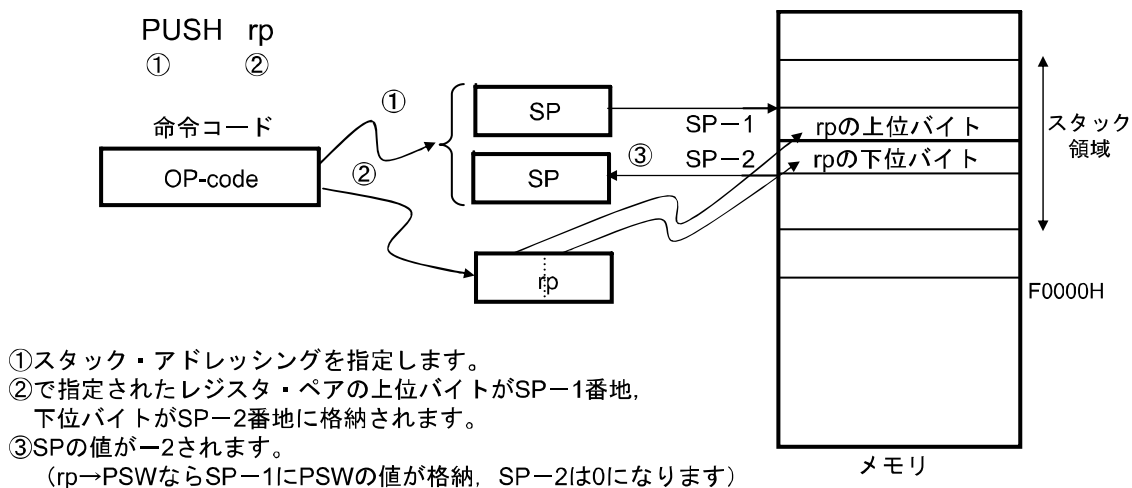 PUSH rp
① ②
命令コード
OP-code
①
②
SP
SP
③
rp
SP－1
SP－2
rpの上位バイト
rpの下位バイト
スタック
領域
F0000H
メモリ
①スタック・アドレッシングを指定します。
②で指定されたレジスタ・ペアの上位バイトがSP－1番地，
下位バイトがSP－2番地に格納されます。
③SPの値がー2されます。
（rp→PSWならSP－1にPSWの値が格納，SP－2は0になります）